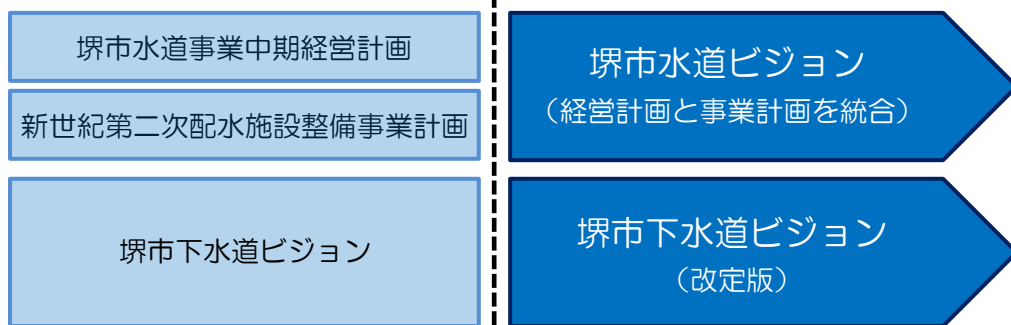 堺市水道事業中期経営計画
新世紀第二次配水施設整備事業計画
堺市下水道ビジョン
堺市水道ビジョン
（経営計画と事業計画を統合）
堺市下水道ビジョン
（改定版）